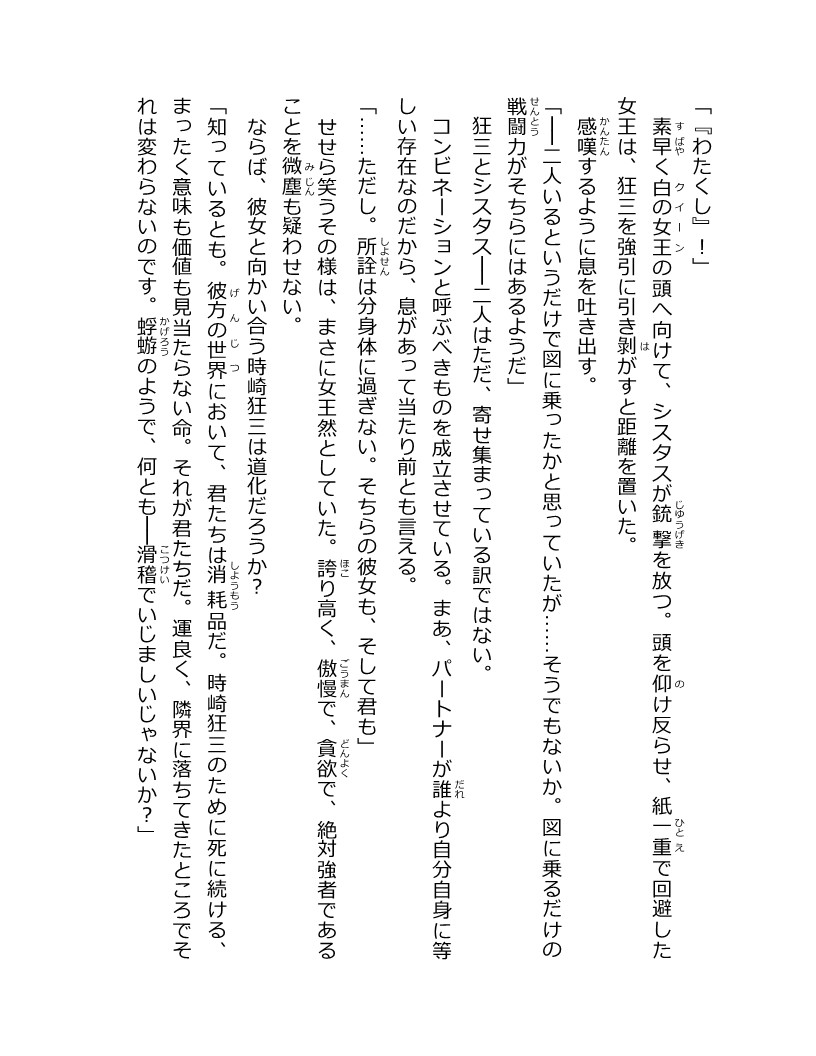 「『わたくし』！」
　素早く白の女王の頭へ向けて、シスタスが銃撃を放つ。頭を仰け反らせ、紙一重で回避した
女王は、狂三を強引に引き剝がすと距離を置いた。
　感嘆するように息を吐き出す。
「――二人いるというだけで図に乗ったかと思っていたが……そうでもないか。図に乗るだけの
戦闘力がそちらにはあるようだ」
　狂三とシスタス――二人はただ、寄せ集まっている訳ではない。
　コンビネーションと呼ぶべきものを成立させている。まあ、パートナーが誰より自分自身に等
しい存在なのだから、息があって当たり前とも言える。
「……ただし。所詮は分身体に過ぎない。そちらの彼女も、そして君も」
　せせら笑うその様は、まさに女王然としていた。誇り高く、傲慢で、貪欲で、絶対強者である
ことを微塵も疑わせない。
　ならば、彼女と向かい合う時崎狂三は道化だろうか？
「知っているとも。彼方の世界において、君たちは消耗品だ。時崎狂三のために死に続ける、
まったく意味も価値も見当たらない命。それが君たちだ。運良く、隣界に落ちてきたところでそ
れは変わらないのです。蜉蝣のようで、何とも――滑稽でいじましいじゃないか？」